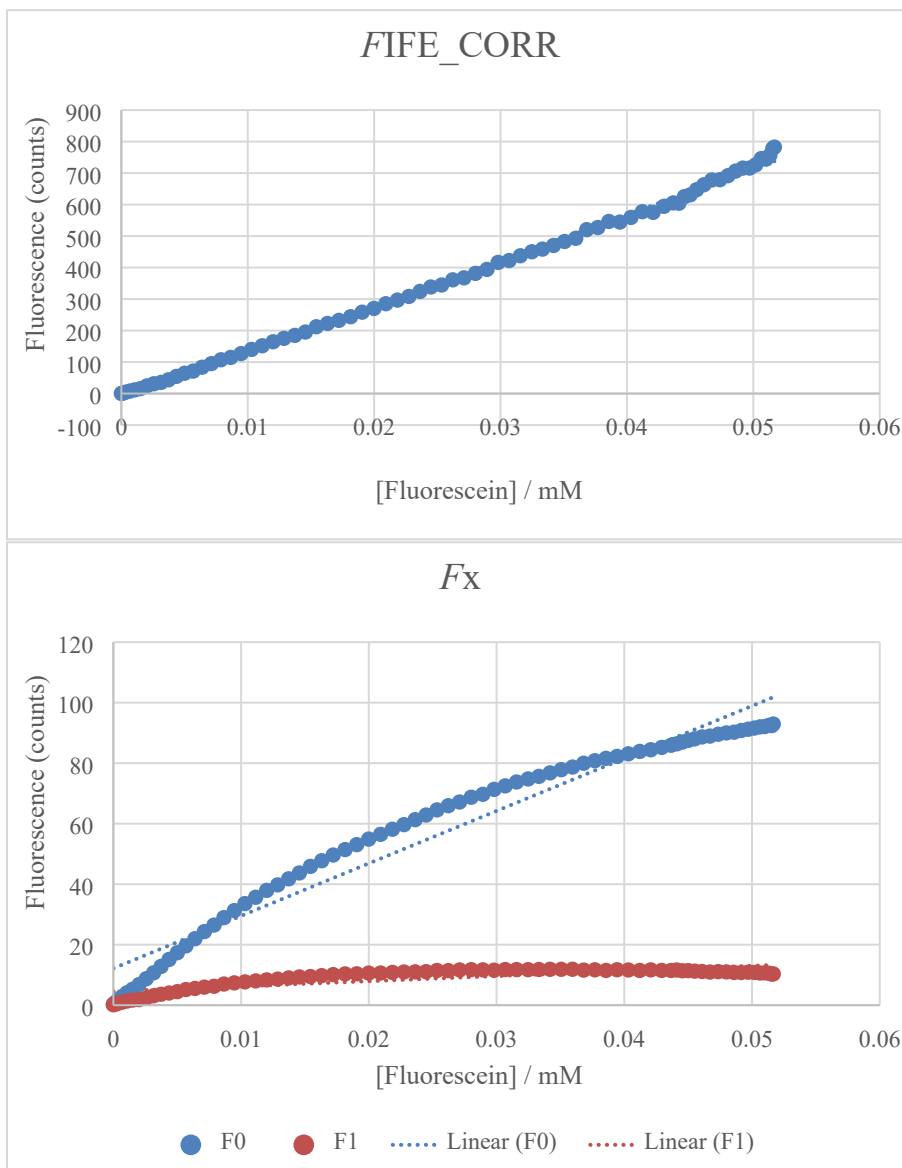 FIFE_CORR
900
800
700
600
500
400
300
200
100
0
-100
0 0.01 0.02 0.03 0.04 0.05 0.06
Fluorescence (counts)
[Fluorescein] / mM
Fx
120
100
80
60
40
20
0
0 0.01 0.02 0.03 0.04 0.05 0.06
Fluorescence (counts)
[Fluorescein] / mM
F0 F1 Linear (F0) Linear (F1)